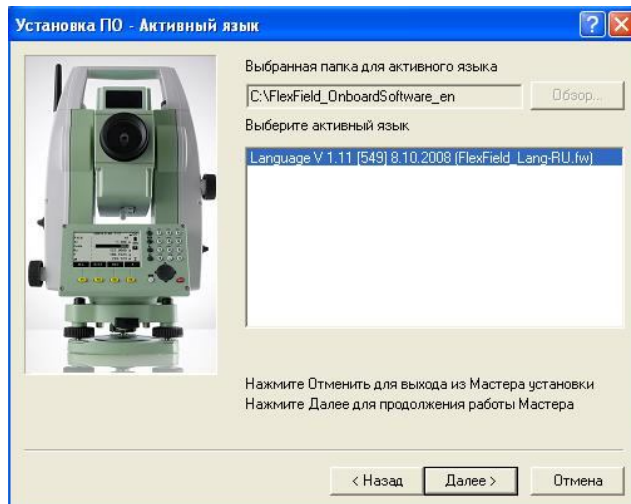 Установка ПО - Активный язык
Выбранная папка для активного языка
C:\FlexField_OnboardSoftware_en
Обзор...
Выберите активный язык
Language V 1.11 [549] 8.10.2008 (FlexField_Lang-RU.fw)
Нажмите Отменить для выхода из Мастера установки
Нажмите Далее для продолжения работы Мастера
< Назад
Далее >
Отмена